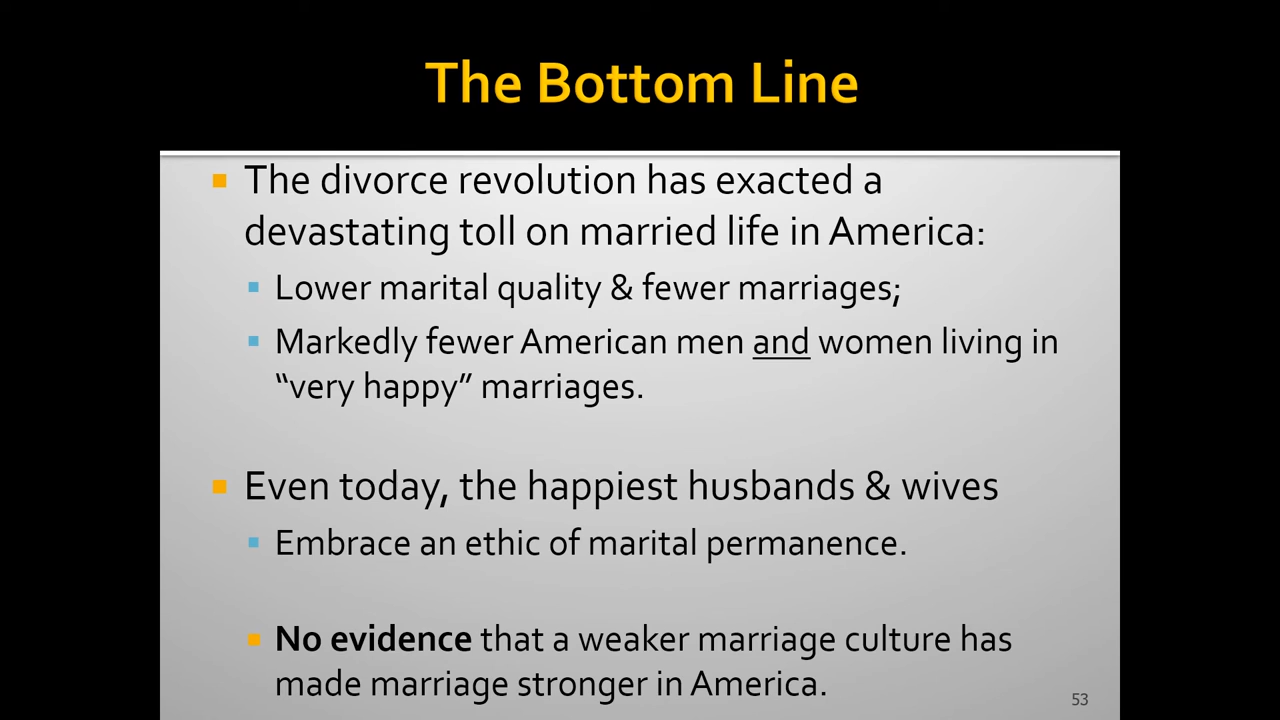 The Bottom Line
The divorce revolution has exacted a
devastating toll on married life in America:
Lower marital quality & fewer marriages;
Markedly fewer American men and women living in
“very happy” marriages.
Even today, the happiest husbands & wives
Embrace an ethic of marital permanence.
No evidence that a weaker marriage culture has
made marriage stronger in America.
53